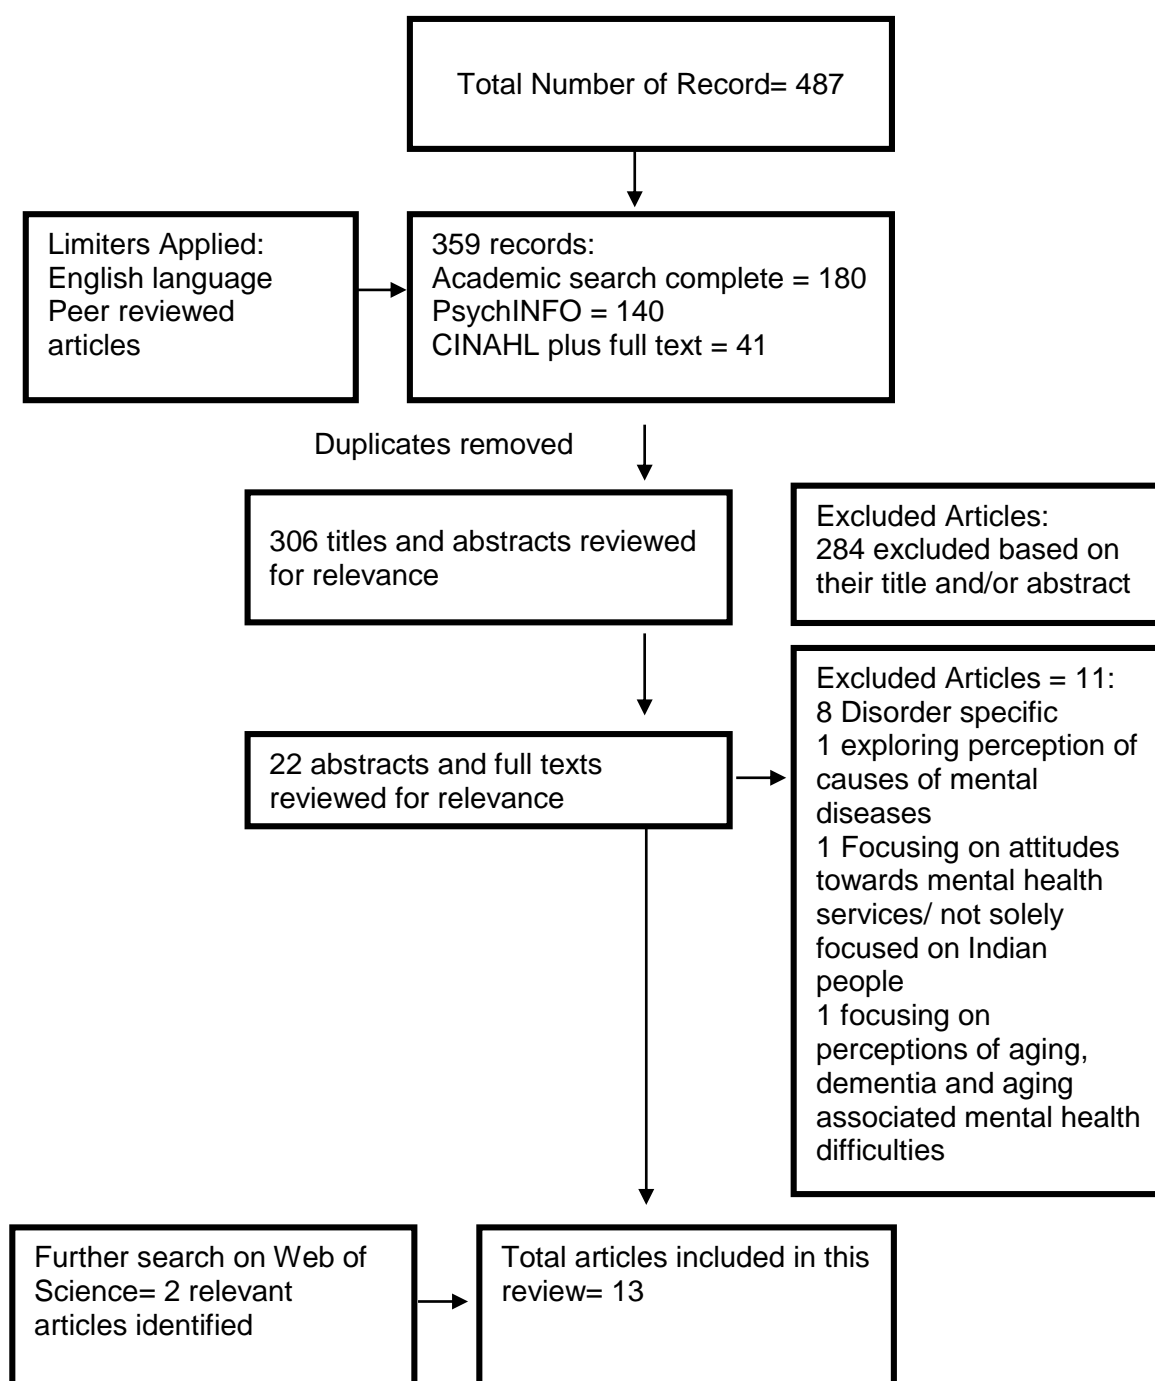 Total Number of Record= 487
Limiters Applied:
English language
Peer reviewed
articles
359 records:
Academic search complete = 180
PsychINFO = 140
CINAHL plus full text = 41
Duplicates removed
306 titles and abstracts reviewed
for relevance
Excluded Articles:
284 excluded based on
their title and/or abstract
22 abstracts and full texts
reviewed for relevance
Excluded Articles = 11:
8 Disorder specific
1 exploring perception of
causes of mental
diseases
1 Focusing on attitudes
towards mental health
services/ not solely
focused on Indian
people
1 focusing on
perceptions of aging,
dementia and aging
associated mental health
difficulties
Further search on Web of
Science= 2 relevant
articles identified
Total articles included in this
review= 13